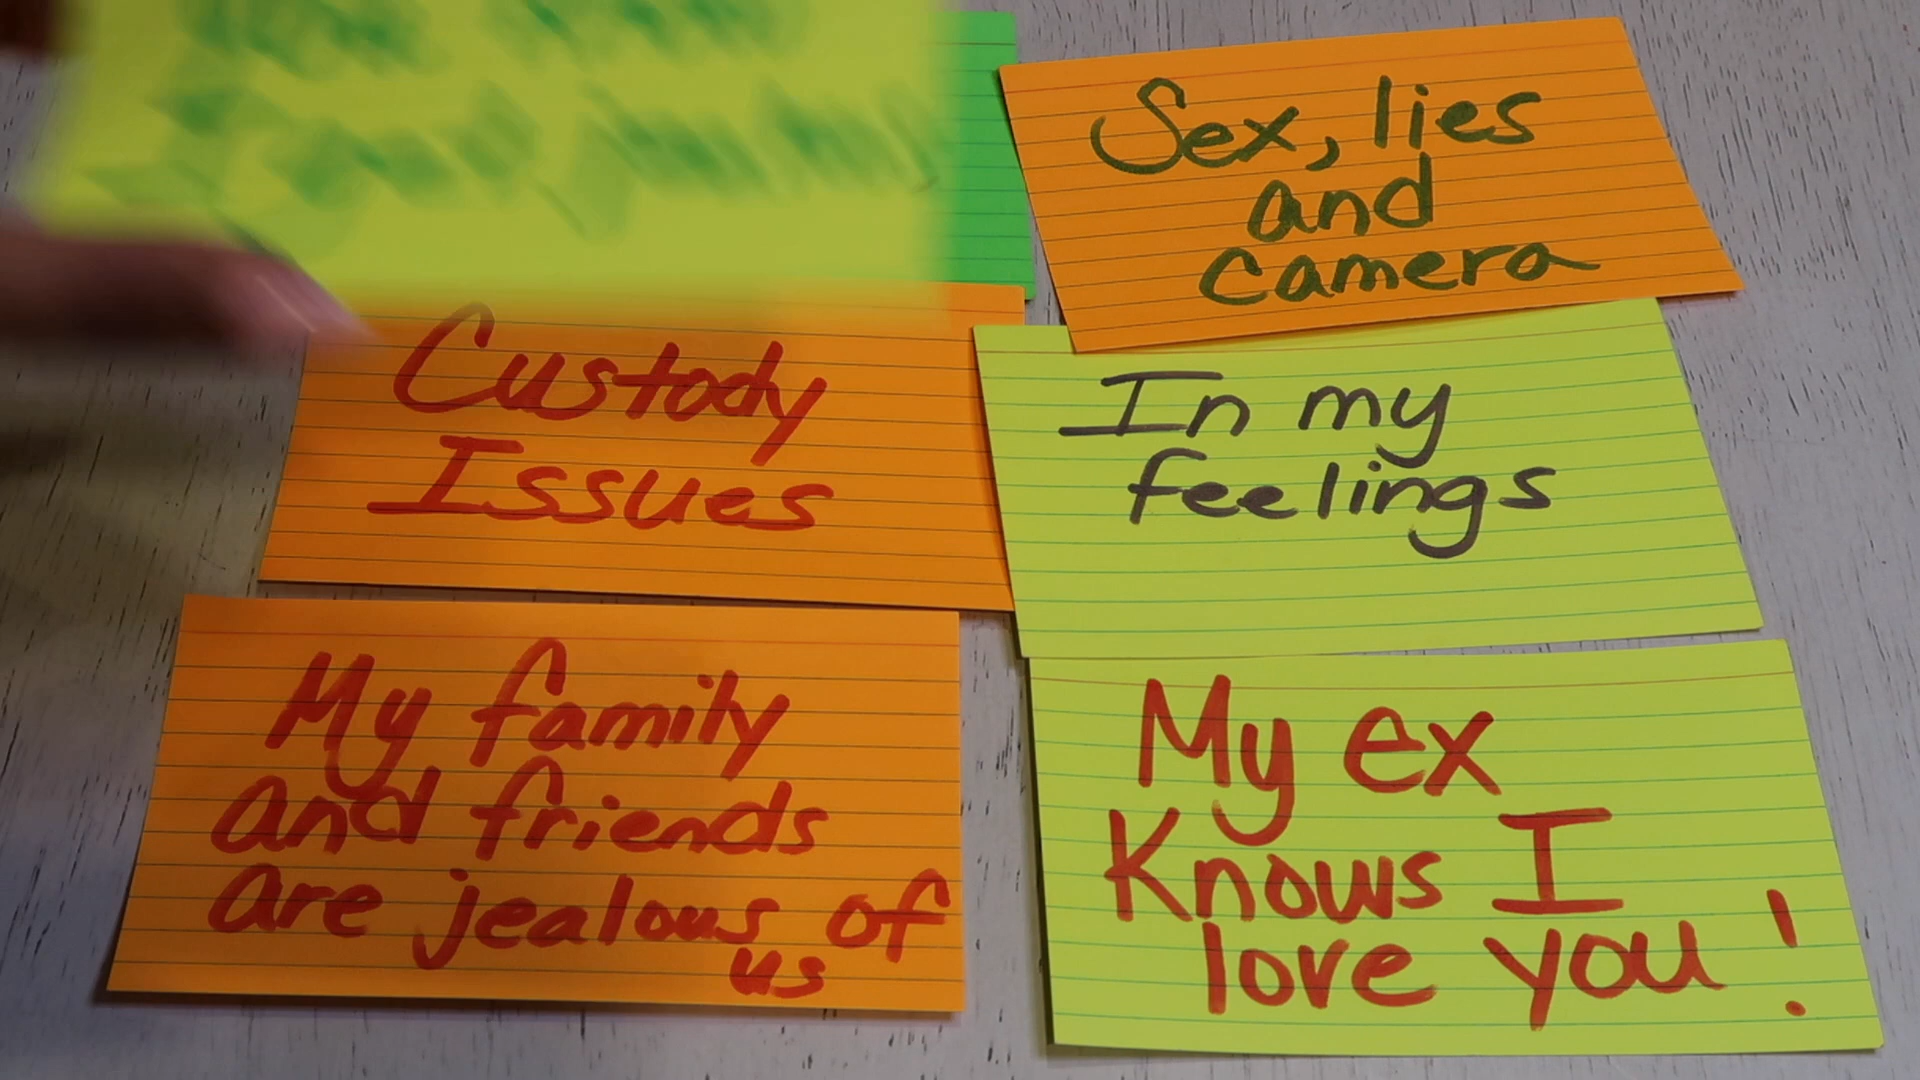 Sex, lies
and
camera
Custody
Issues
In my
feelings
My family
and friends
are jealous of
us
My ex
Knows I
love you!